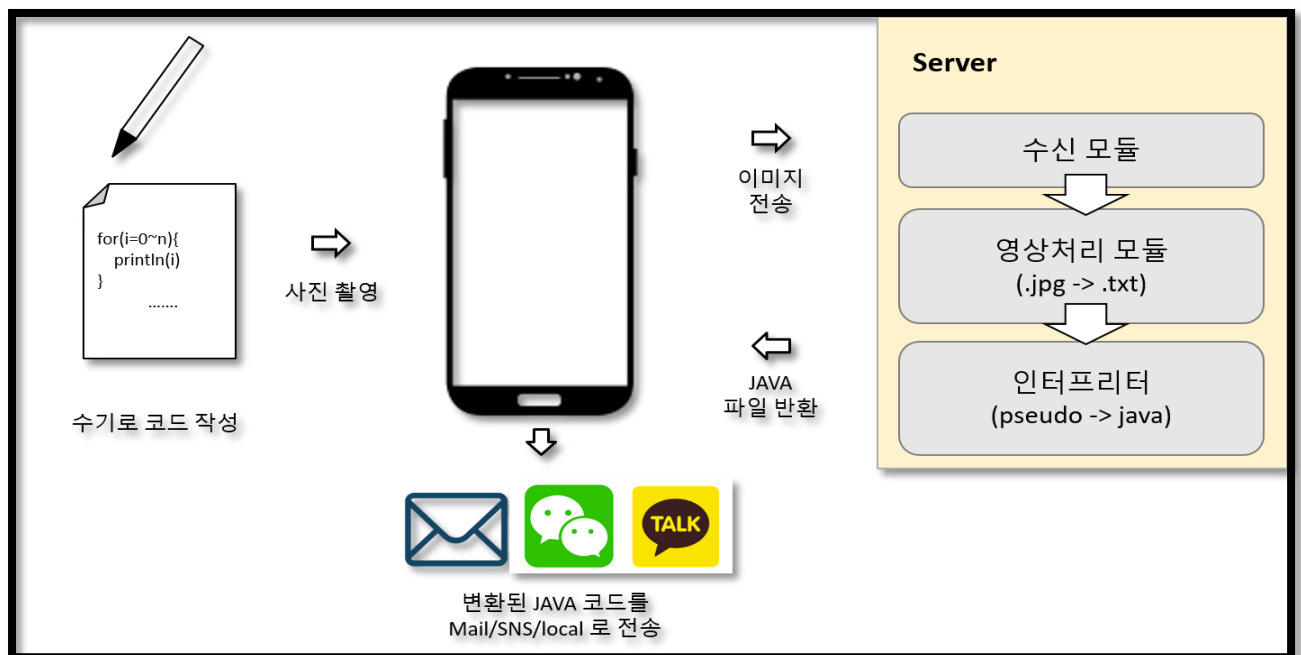 for(i=0~n){
println(i)
}
.......
수기로 코드 작성
사진 촬영
이미지
전송
JAVA
파일 반환
Server
수신 모듈
영상처리 모듈
(.jpg -> .txt)
인터프리터
(pseudo -> java)
TALK
변환된 JAVA 코드를
Mail/SNS/local 로 전송